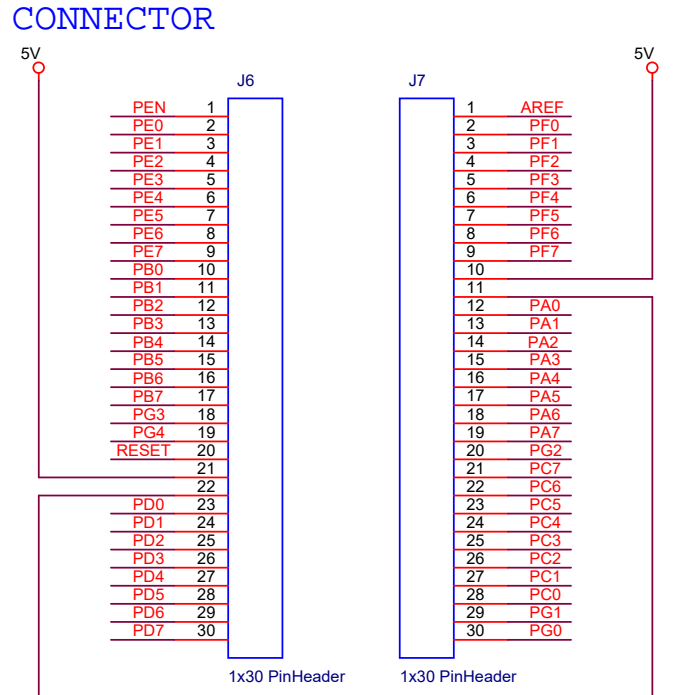 CONNECTOR
5V 5V
J6 J7
PEN 1 1 AREF
PE0 2 2 PF0
PE1 3 3 PF1
PE2 4 4 PF2
PE3 5 5 PF3
PE4 6 6 PF4
PE5 7 7 PF5
PE6 8 8 PF6
PE7 9 9 PF7
PB0 10 10
PB1 11 11
PB2 12 12 PA0
PB3 13 13 PA1
PB4 14 14 PA2
PB5 15 15 PA3
PB6 16 16 PA4
PB7 17 17 PA5
PG3 18 18 PA6
PG4 19 19 PA7
RESET 20 20 PG2
21 21 PC7
22 22 PC6
PD0 23 23 PC5
PD1 24 24 PC4
PD2 25 25 PC3
PD3 26 26 PC2
PD4 27 27 PC1
PD5 28 28 PC0
PD6 29 29 PG1
PD7 30 30 PG0
1x30 PinHeader 1x30 PinHeader